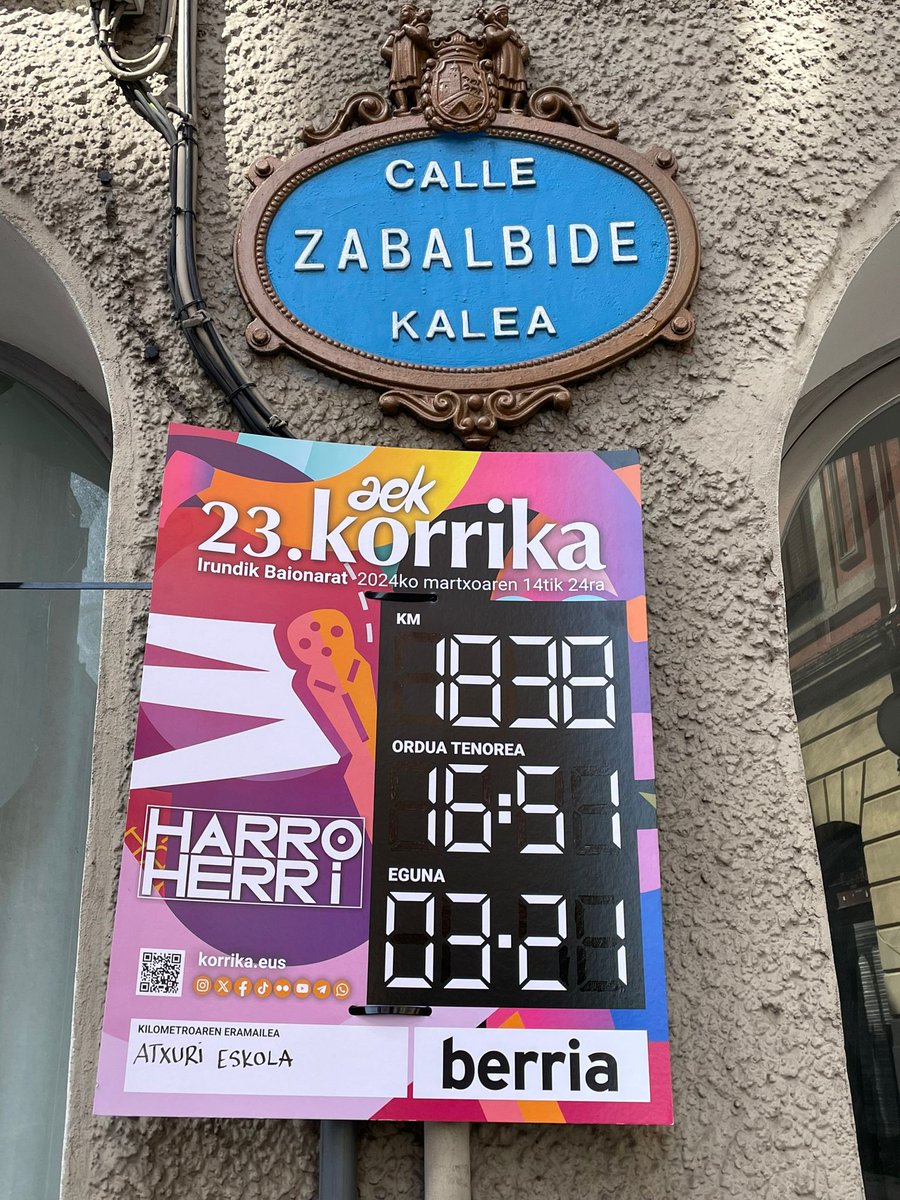 CALLE
ZABALBIDE
KALEA
aek
23.korrika
Irundik Baionarat 2024ko martxoaren 14tik 24ra
KM
1838
ORDUA TENOREA
16:51
EGUNA
03·21
HARRO
HERRi
korrika.eus
KILOMETROAREN ERAMAILEA
ATXURI ESKOLA
berria